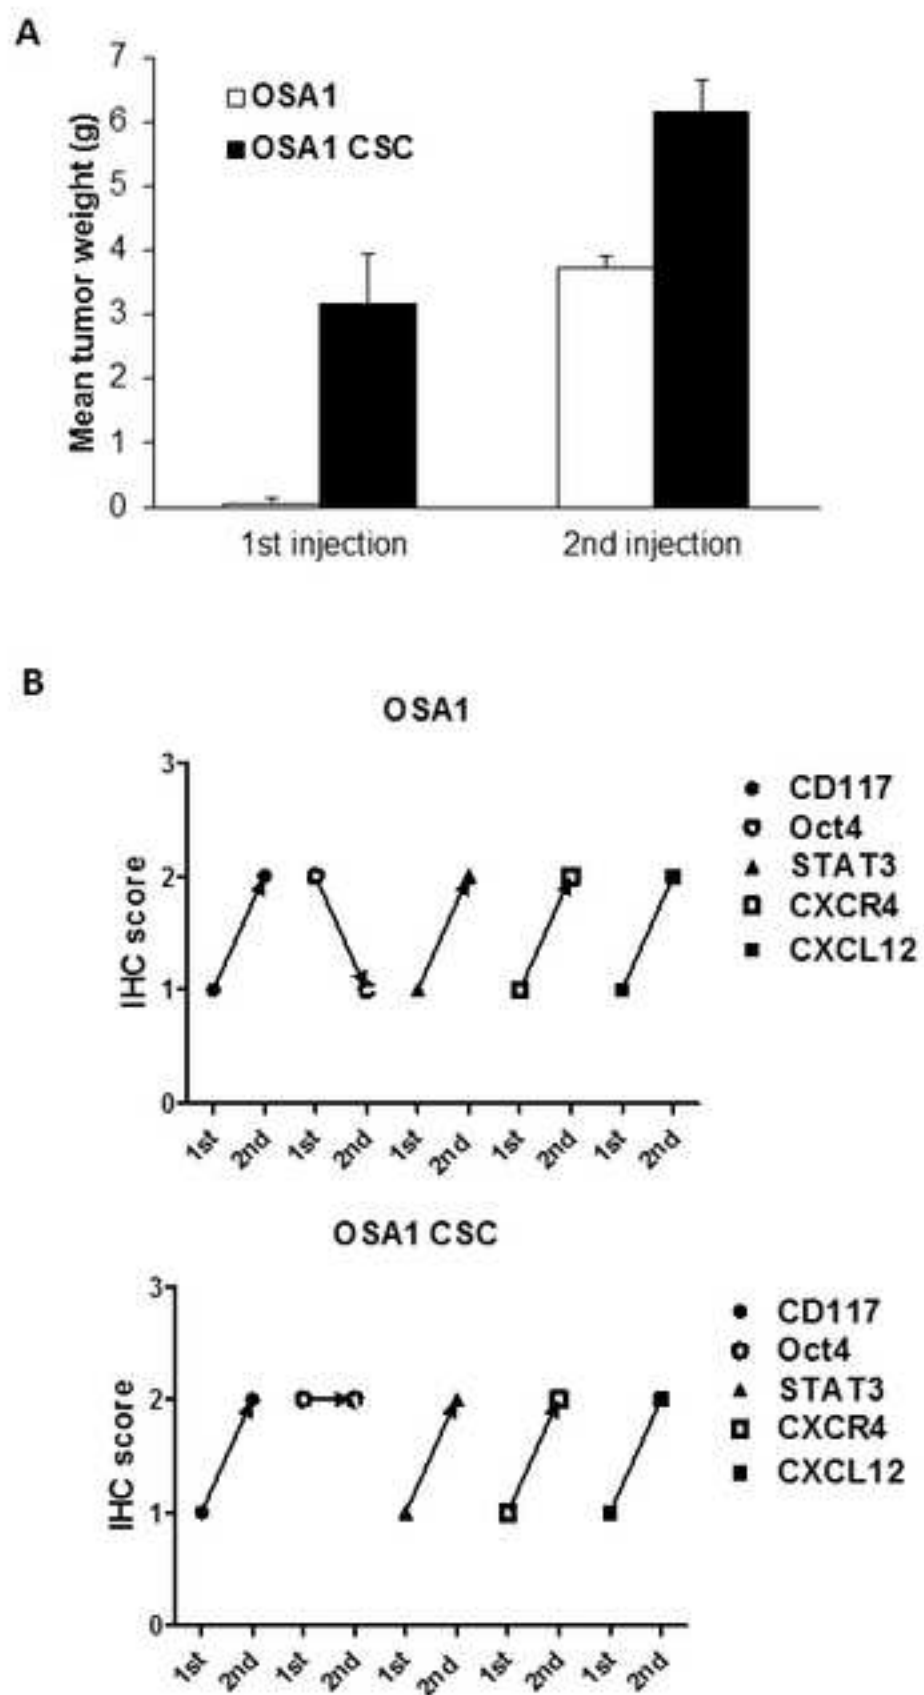 A
Mean tumor weight (g)
7
6
5
4
3
2
1
0
OSA1
OSA1 CSC
1st injection
2nd injection
B
OSA1
IHC score
3
2
1
0
1st 2nd 1st 2nd 1st 2nd 1st 2nd 1st 2nd
CD117
Oct4
STAT3
CXCR4
CXCL12
OSA1 CSC
IHC score
3
2
1
0
1st 2nd 1st 2nd 1st 2nd 1st 2nd 1st 2nd
CD117
Oct4
STAT3
CXCR4
CXCL12